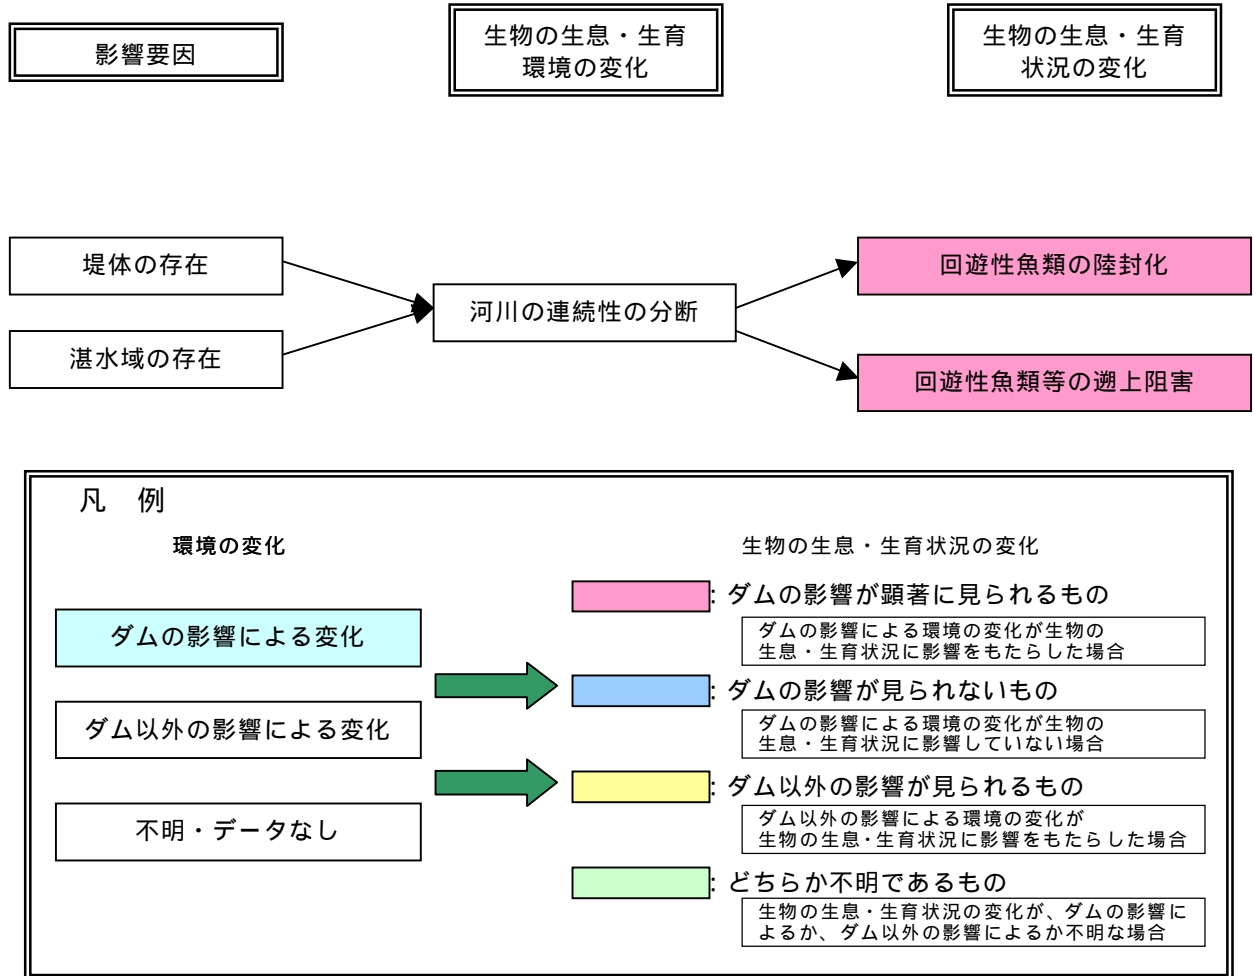 影響要因
生物の生息・生育
環境の変化
生物の生息・生育
状況の変化
堤体の存在
湛水域の存在
河川の連続性の分断
回遊性魚類の陸封化
回遊性魚類等の遡上阻害
凡　例
環境の変化
ダムの影響による変化
ダム以外の影響による変化
不明・データなし
生物の生息・生育状況の変化
：ダムの影響が顕著に見られるもの
ダムの影響による環境の変化が生物の
生息・生育状況に影響をもたらした場合
：ダムの影響が見られないもの
ダムの影響による環境の変化が生物の
生息・生育状況に影響していない場合
：ダム以外の影響が見られるもの
ダム以外の影響による環境の変化が
生物の生息・生育状況に影響をもたらした場合
：どちらか不明であるもの
生物の生息・生育状況の変化が、ダムの影響に
よるか、ダム以外の影響によるか不明な場合